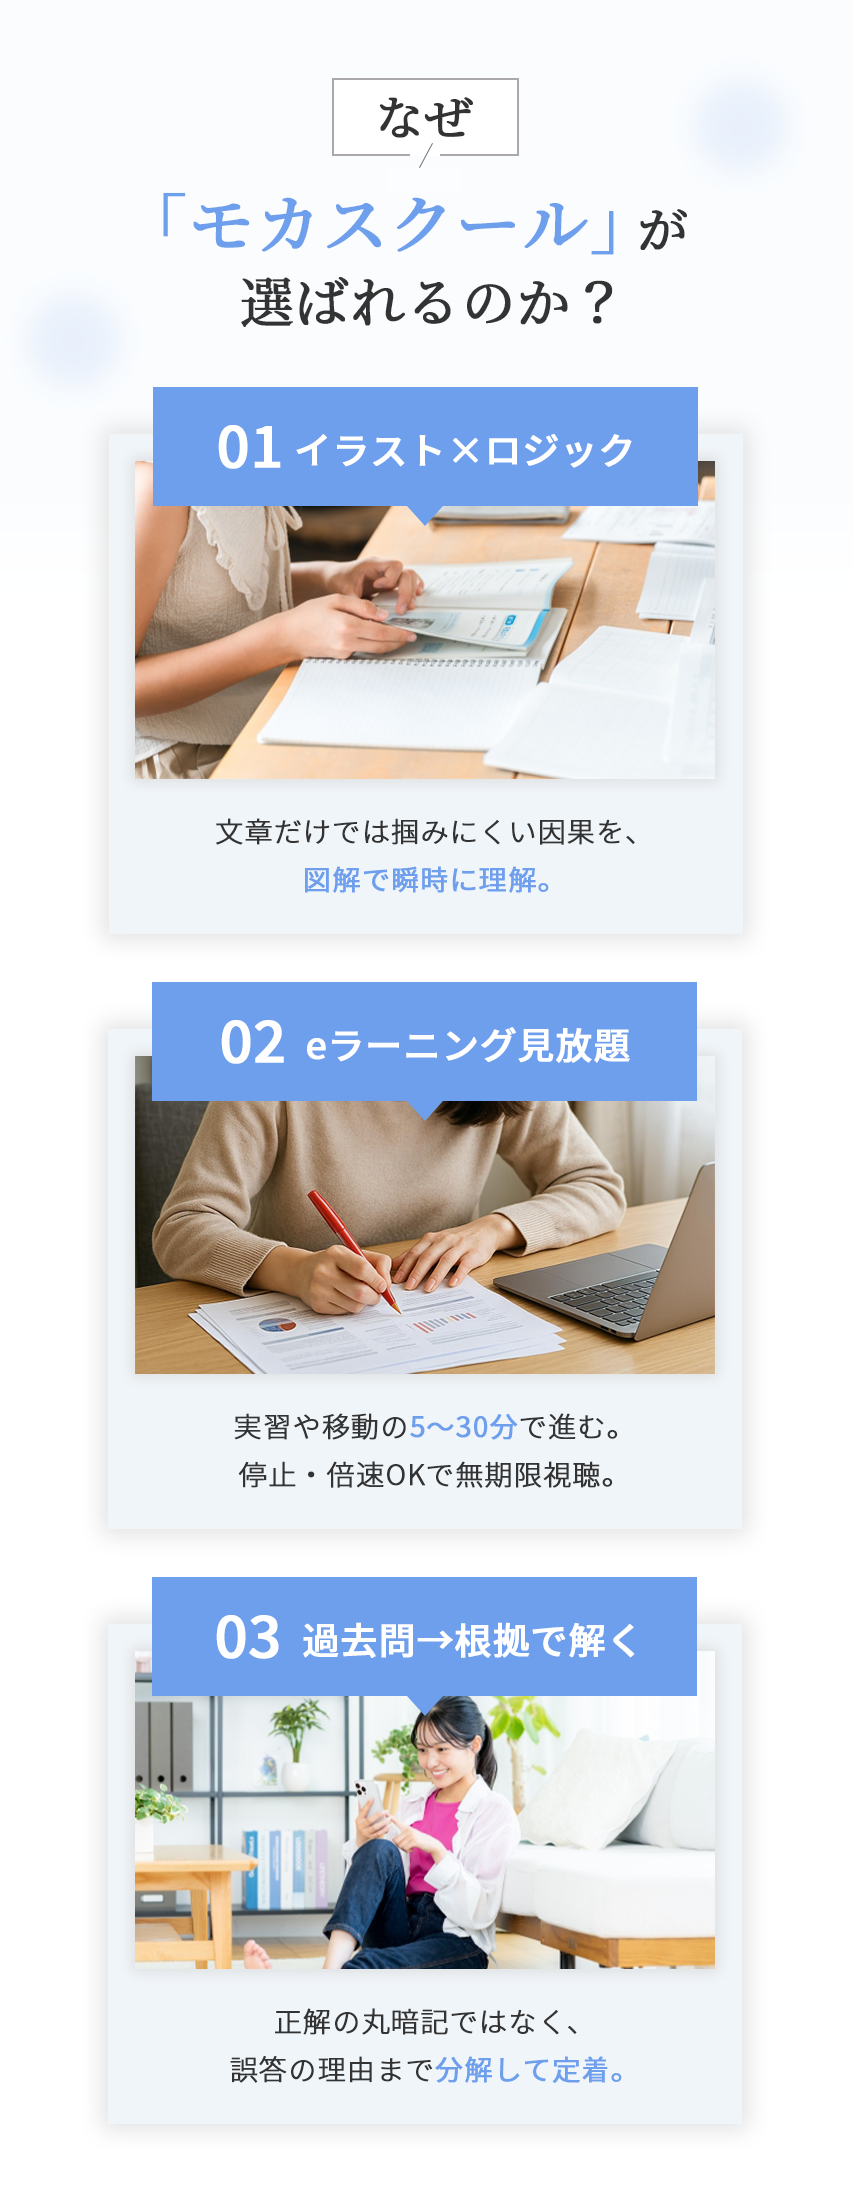 なぜ
「モカスクール」が
選ばれるのか？
01 イラスト×ロジック
文章だけでは掴みにくい因果を、
図解で瞬時に理解。
02 eラーニング見放題
実習や移動の5〜30分で進む。
停止・倍速OKで無期限視聴。
03 過去問→根拠で解く
正解の丸暗記ではなく、
誤答の理由まで分解して定着。